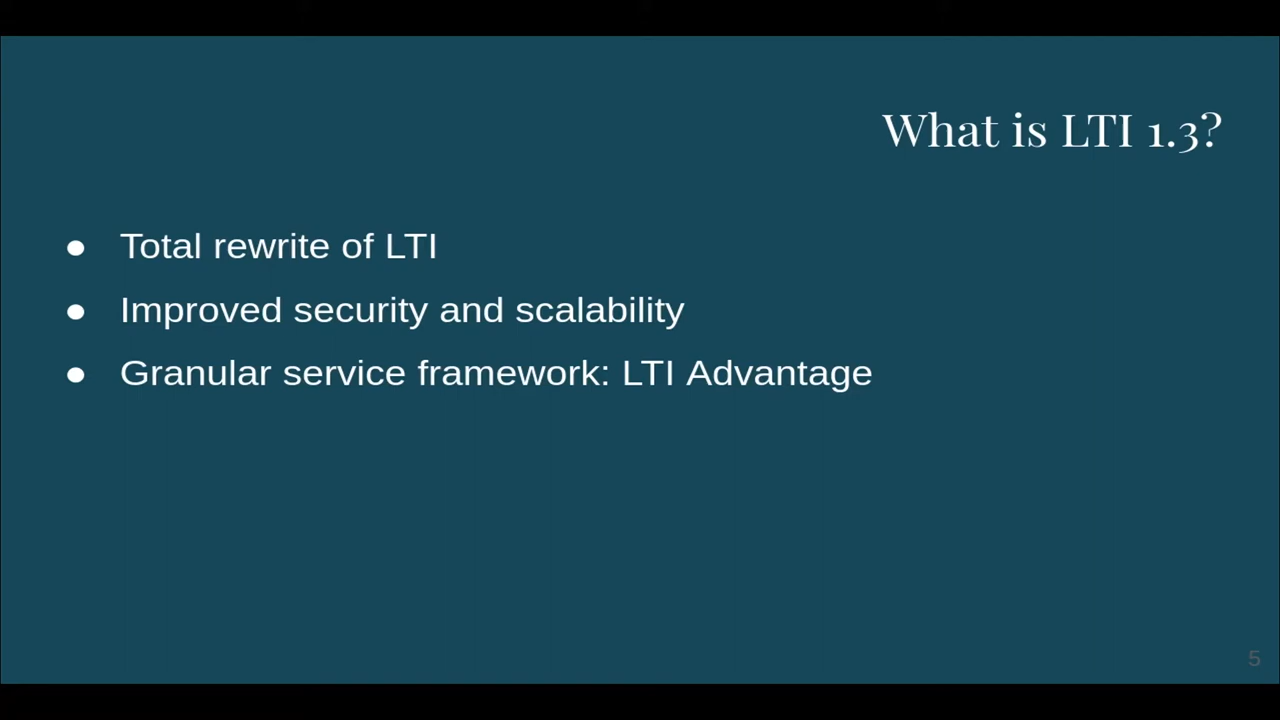 What is LTI 1.3?
● Total rewrite of LTI
● Improved security and scalability
● Granular service framework: LTI Advantage
5